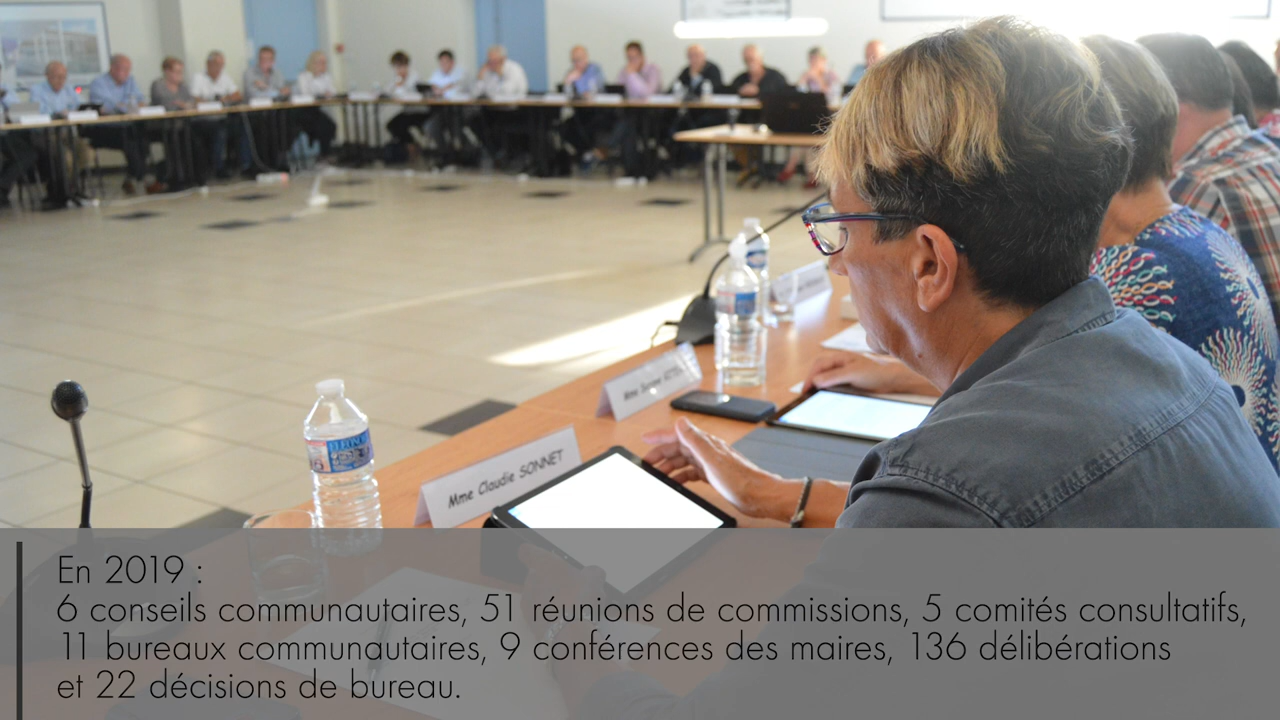 Mme Claudie SONNET
En 2019 :
6 conseils communautaires, 51 réunions de commissions, 5 comités consultatifs,
11 bureaux communautaires, 9 conférences des maires, 136 délibérations
et 22 décisions de bureau.